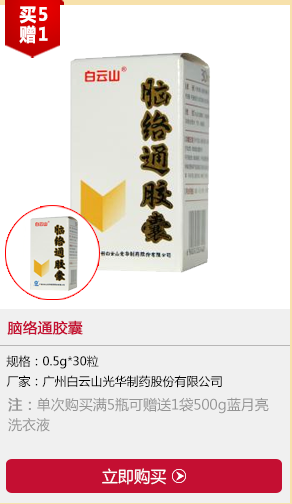 买5
赠1
白云山®
脑络通胶囊
广州白云山光华制药股份有限公司
白云山
脑络通胶囊
脑络通胶囊
规格：0.5g*30粒
厂家：广州白云山光华制药股份有限公司
注：单次购买满5瓶可赠送1袋500g蓝月亮
洗衣液
立即购买